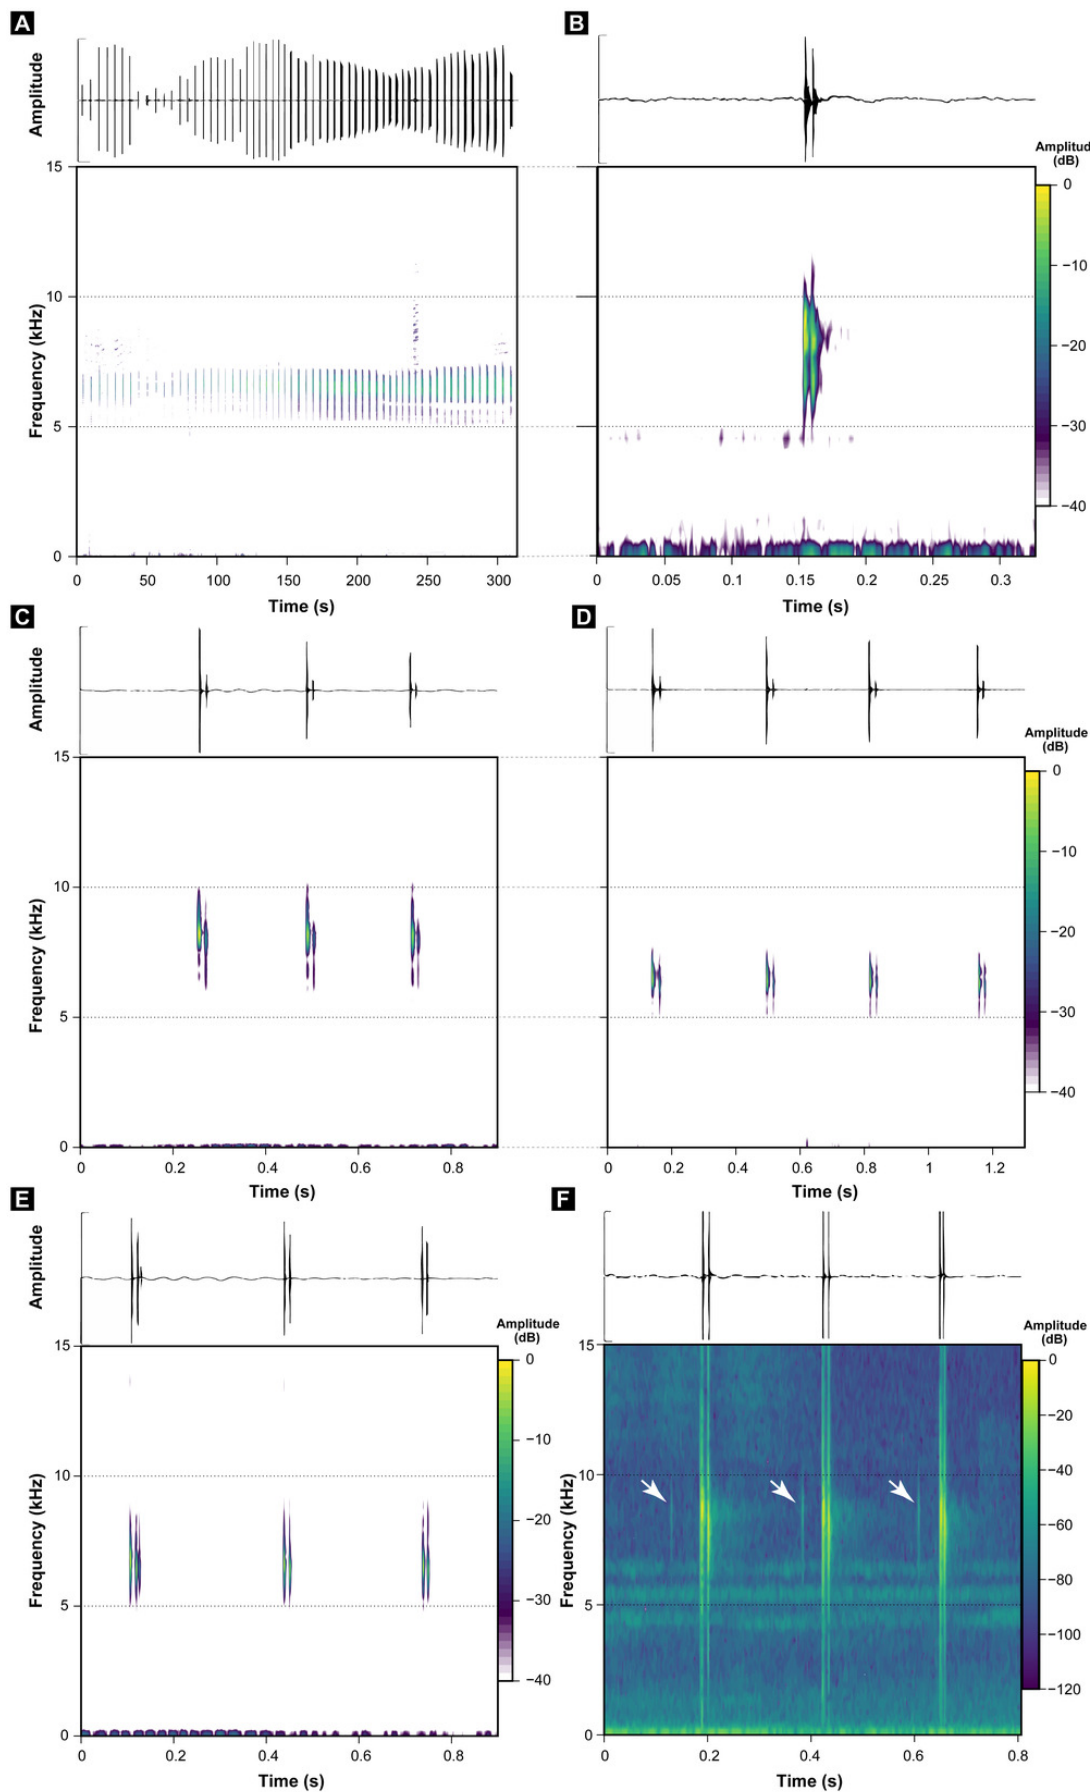 A
B
Amplitude
Amplitud
(dB)
15
10
5
0
Frequency (kHz)
0 50 100 150 200 250 300
Time (s)
0 0.05 0.1 0.15 0.2 0.25 0.3
Time (s)
0
−10
−20
−30
−40
C
D
Amplitude
Amplitude
(dB)
15
10
5
0
Frequency (kHz)
0 0.2 0.4 0.6 0.8
Time (s)
0 0.2 0.4 0.6 0.8 1 1.2
Time (s)
0
−10
−20
−30
−40
E
F
Amplitude
Amplitude
(dB)
15
10
5
0
Frequency (kHz)
0 0.2 0.4 0.6 0.8
Time (s)
0
−10
−20
−30
−40
Amplitude
(dB)
15
10
5
0
Frequency (kHz)
0 0.2 0.4 0.6 0.8
Time (s)
0
−20
−40
−60
−80
−100
−120